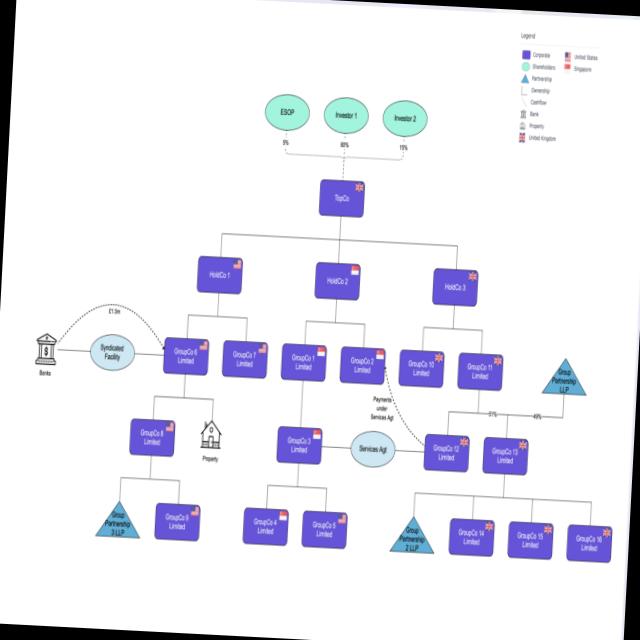 Legend
Corporate
United States
Shareholders
Singapore
Partnership
Ownership
Cashflow
Bank
Property
United Kingdom
ESOP
Investor 1
Investor 2
5%
80%
15%
TopCo
HoldCo 1
HoldCo 2
HoldCo 3
£1.5m
Banks
Syndicated
Facility
GroupCo 6
Limited
GroupCo 7
Limited
GroupCo 1
Limited
GroupCo 2
Limited
GroupCo 10
Limited
GroupCo 11
Limited
Group
Partnership
LLP
Payments
under
Services Agt
51%
49%
GroupCo 8
Limited
Property
GroupCo 3
Limited
Services Agt
GroupCo 12
Limited
GroupCo 13
Limited
Group
Partnership
3 LLP
GroupCo 9
Limited
GroupCo 4
Limited
GroupCo 5
Limited
Group
Partnership
2 LLP
GroupCo 14
Limited
GroupCo 15
Limited
GroupCo 16
Limited